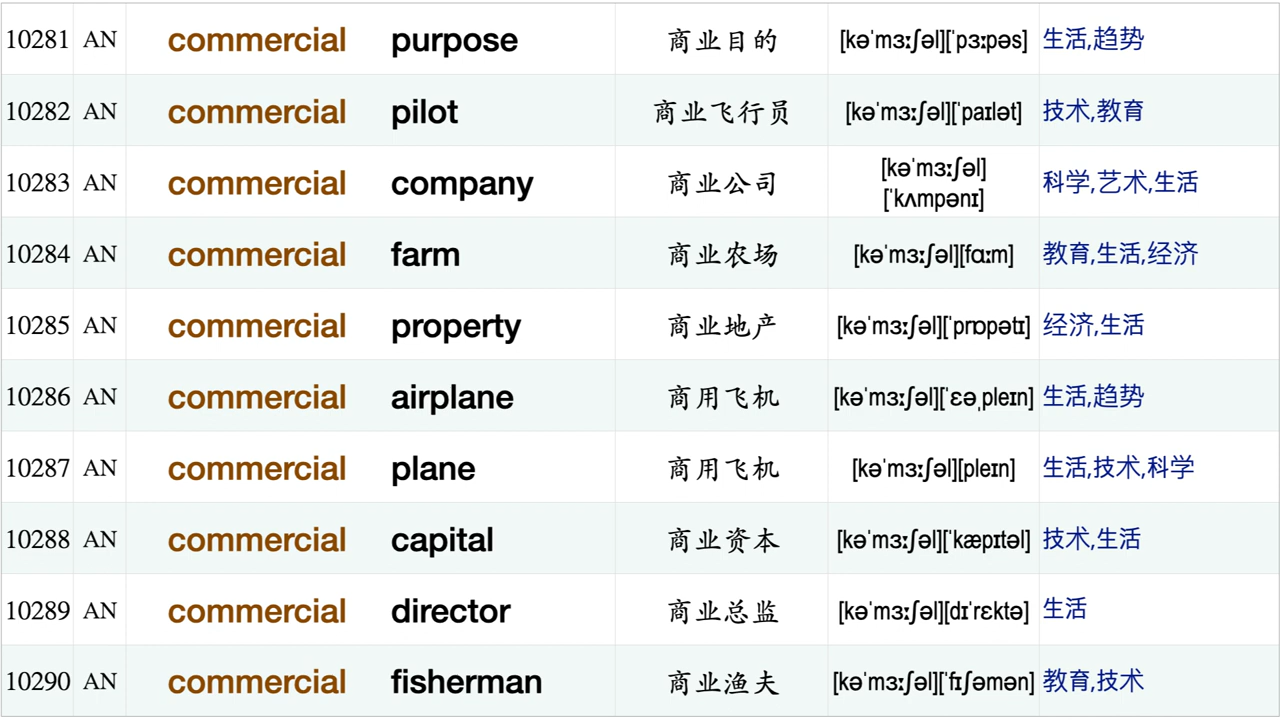 10281 AN commercial purpose 商业目的 [kəˈmɜːʃəl][ˈpɜːpəs] 生活,趋势
10282 AN commercial pilot 商业飞行员 [kəˈmɜːʃəl][ˈpaɪlət] 技术,教育
10283 AN commercial company 商业公司 [kəˈmɜːʃəl] [ˈkʌmpənɪ] 科学,艺术,生活
10284 AN commercial farm 商业农场 [kəˈmɜːʃəl][fɑːm] 教育,生活,经济
10285 AN commercial property 商业地产 [kəˈmɜːʃəl][ˈprɒpətɪ] 经济,生活
10286 AN commercial airplane 商用飞机 [kəˈmɜːʃəl][ˈɛəˌpleɪn] 生活,趋势
10287 AN commercial plane 商用飞机 [kəˈmɜːʃəl][pleɪn] 生活,技术,科学
10288 AN commercial capital 商业资本 [kəˈmɜːʃəl][ˈkæpɪtəl] 技术,生活
10289 AN commercial director 商业总监 [kəˈmɜːʃəl][dɪˈrɛktə] 生活
10290 AN commercial fisherman 商业渔夫 [kəˈmɜːʃəl][ˈfɪʃəmən] 教育,技术